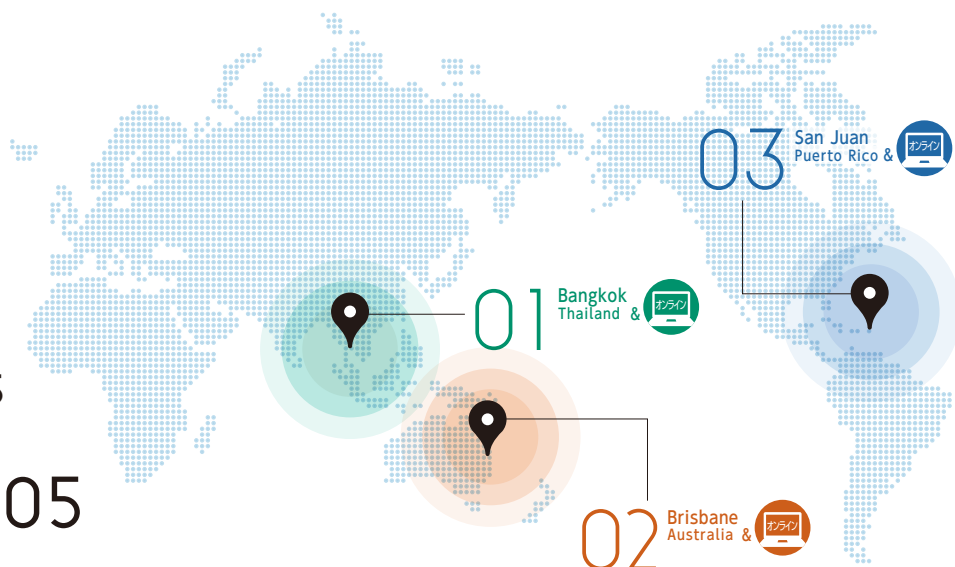 03
San Juan
Puerto Rico &
オンライン
01
Bangkok
Thailand &
オンライン
05
02
Brisbane
Australia &
オンライン